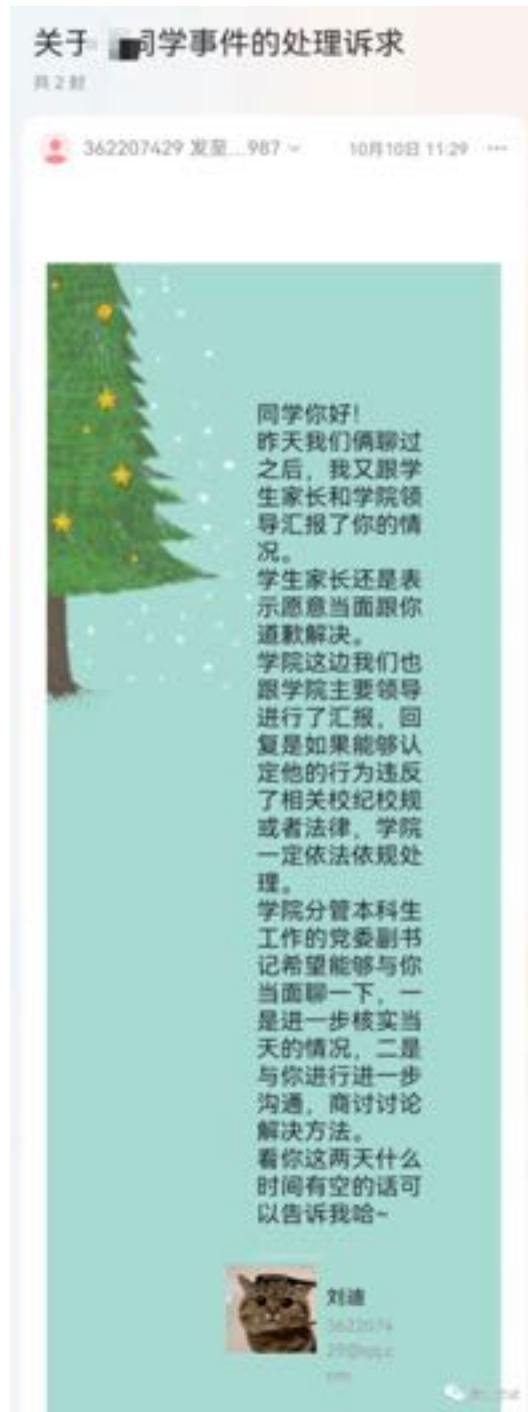 关于 同学事件的处理诉求
共2封
362207429 发至...987
10月10日 11:29
同学你好！
昨天我们俩聊过
之后，我又跟学
生家长和学院领
导汇报了你的情
况。
学生家长还是表
示愿意当面跟你
道歉解决。
学院这边我们也
跟学院主要领导
进行了汇报，回
复是如果能够认
定他的行为违反
了相关校纪校规
或者法律，学院
一定依法依规处
理。
学院分管本科生
工作的党委副书
记希望能够与你
当面聊一下，一
是进一步核实当
天的情况，二是
与你进行进一步
沟通，商讨讨论
解决方法。
看你这两天什么
时间有空的话可
以告诉我哈~
刘迪
3622074
29@qq.c
om